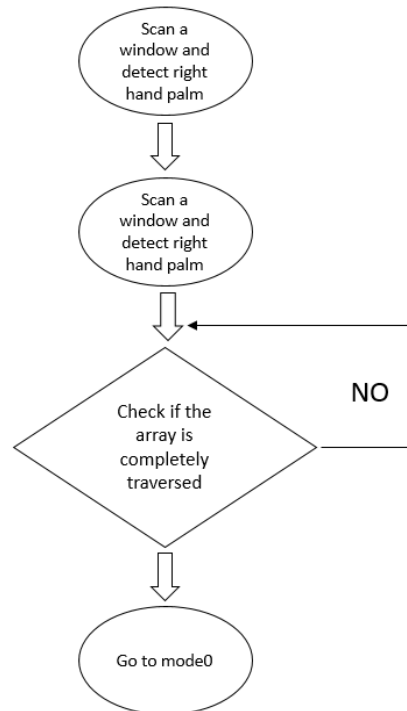 Scan a
window and
detect right
hand palm
Scan a
window and
detect right
hand palm
Check if the
array is
completely
traversed
NO
Go to mode0